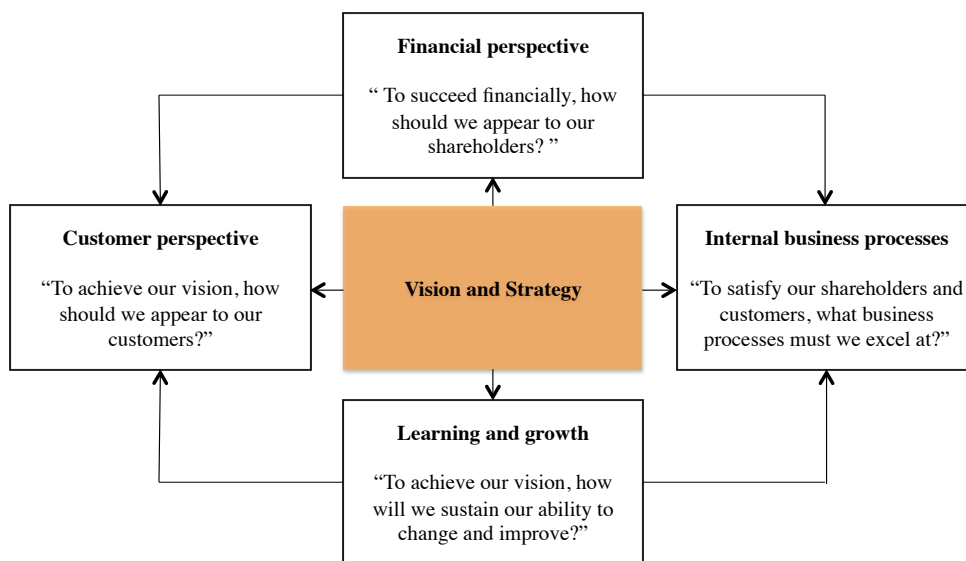 Financial perspective
“ To succeed financially, how
should we appear to our
shareholders? ”
Customer perspective
“To achieve our vision, how
should we appear to our
customers?”
Vision and Strategy
Internal business processes
“To satisfy our shareholders and
customers, what business
processes must we excel at?”
Learning and growth
“To achieve our vision, how
will we sustain our ability to
change and improve?”